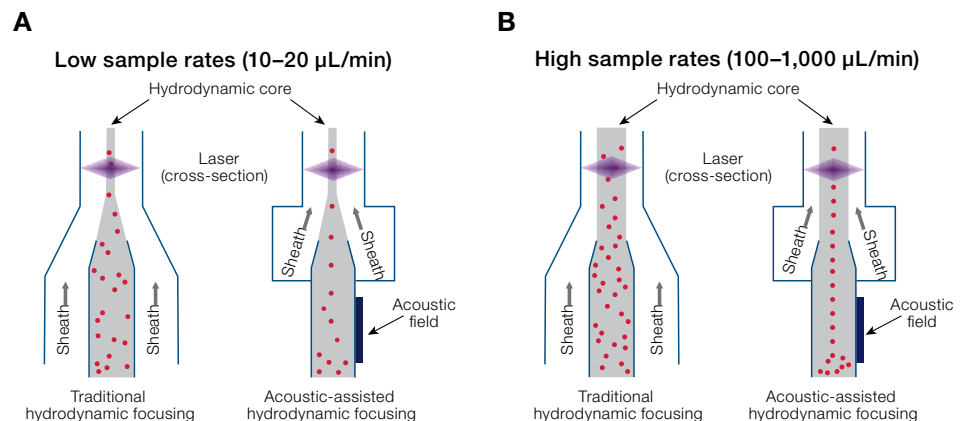 A
Low sample rates (10–20 µL/min)
Hydrodynamic core
Laser
(cross-section)
Sheath
Sheath
Sheath
Sheath
Acoustic
field
Traditional
hydrodynamic focusing
Acoustic-assisted
hydrodynamic focusing
B
High sample rates (100–1,000 µL/min)
Hydrodynamic core
Laser
(cross-section)
Sheath
Sheath
Sheath
Sheath
Acoustic
field
Traditional
hydrodynamic focusing
Acoustic-assisted
hydrodynamic focusing